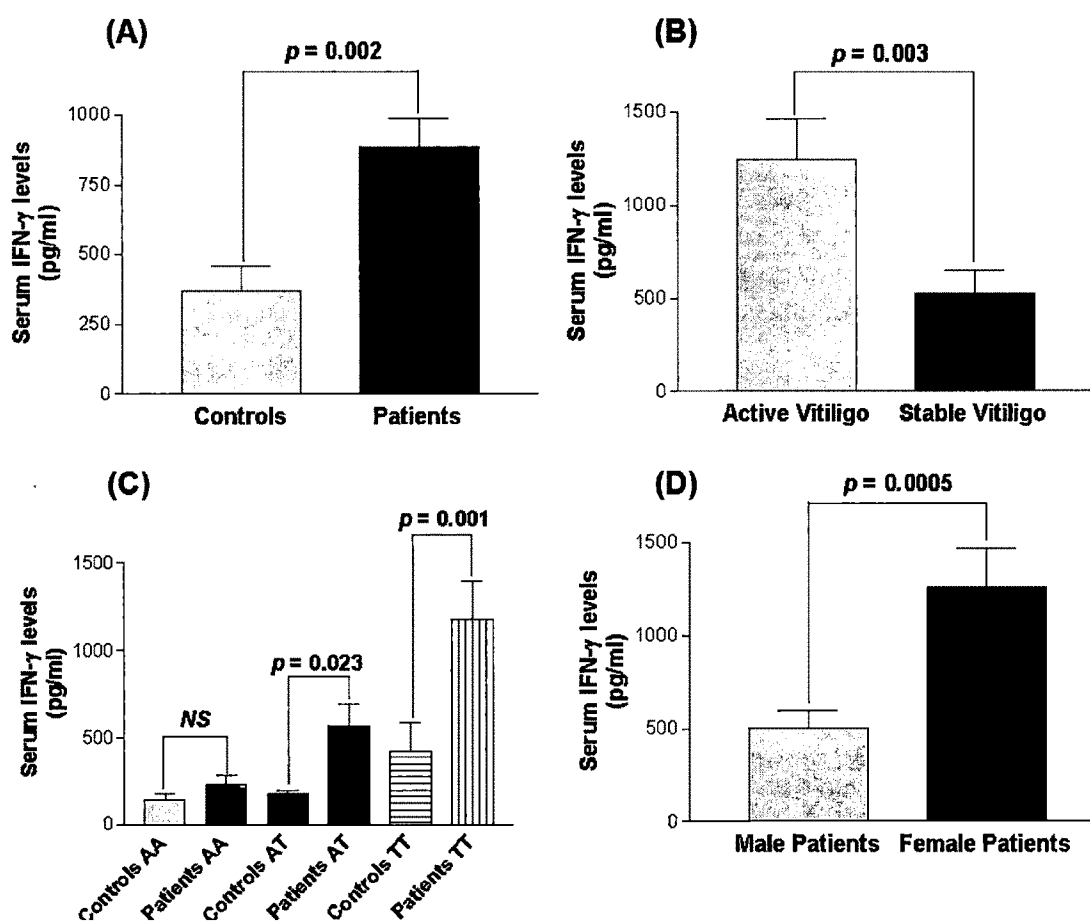 (A)
p = 0.002
Serum IFN-γ levels
(pg/ml)
1000
750
500
250
0
Controls Patients
(B)
p = 0.003
Serum IFN-γ levels
(pg/ml)
1500
1000
500
0
Active Vitiligo Stable Vitiligo
(C)
p = 0.001
p = 0.023
NS
Serum IFN-γ levels
(pg/ml)
1500
1000
500
0
Controls AA
Patients AA
Controls AT
Patients AT
Controls TT
Patients TT
(D)
p = 0.0005
Serum IFN-γ levels
(pg/ml)
1500
1000
500
0
Male Patients Female Patients